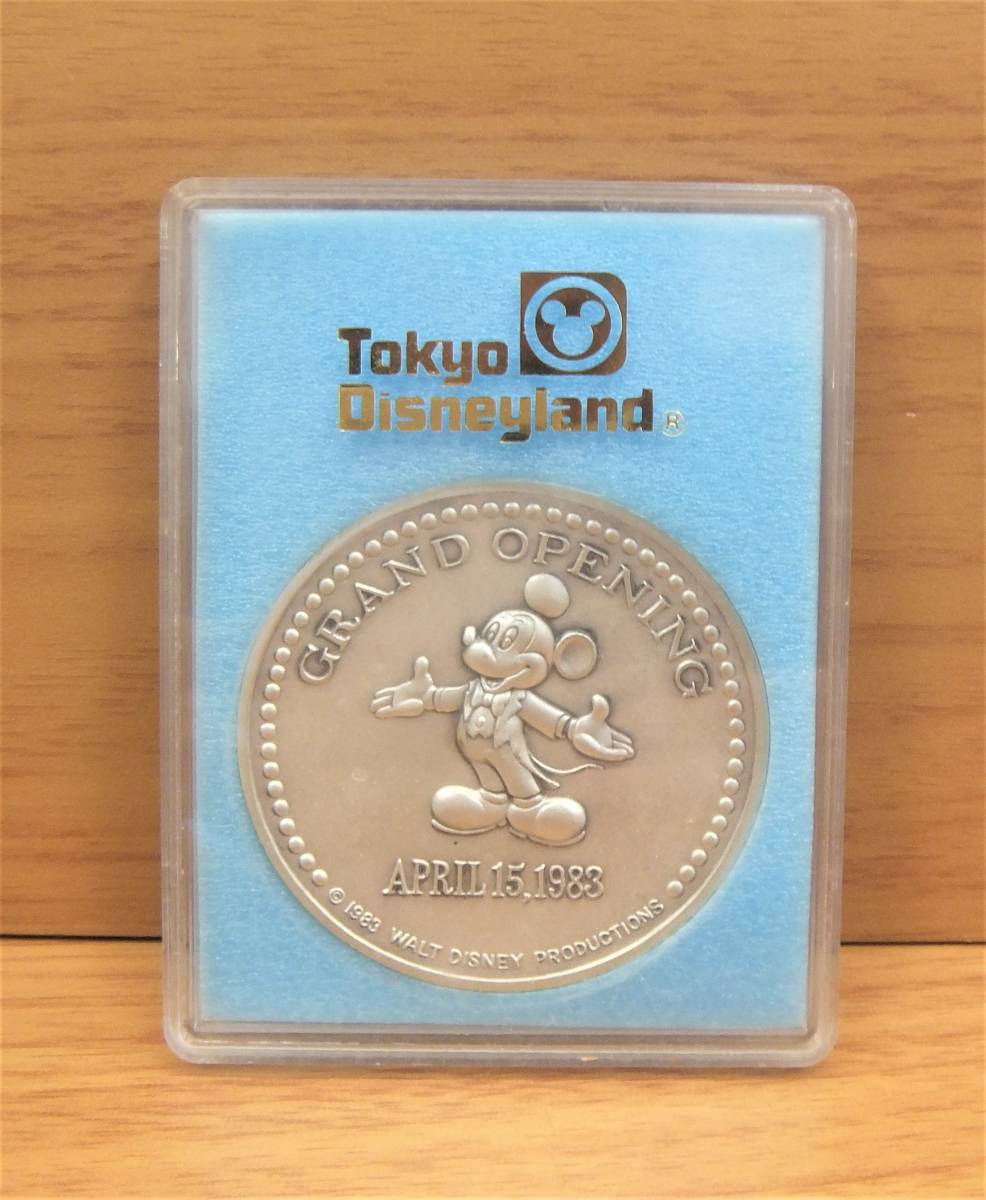 Tokyo
Disneyland®
GRAND OPENING
APRIL 15, 1983
© 1983 WALT DISNEY PRODUCTIONS